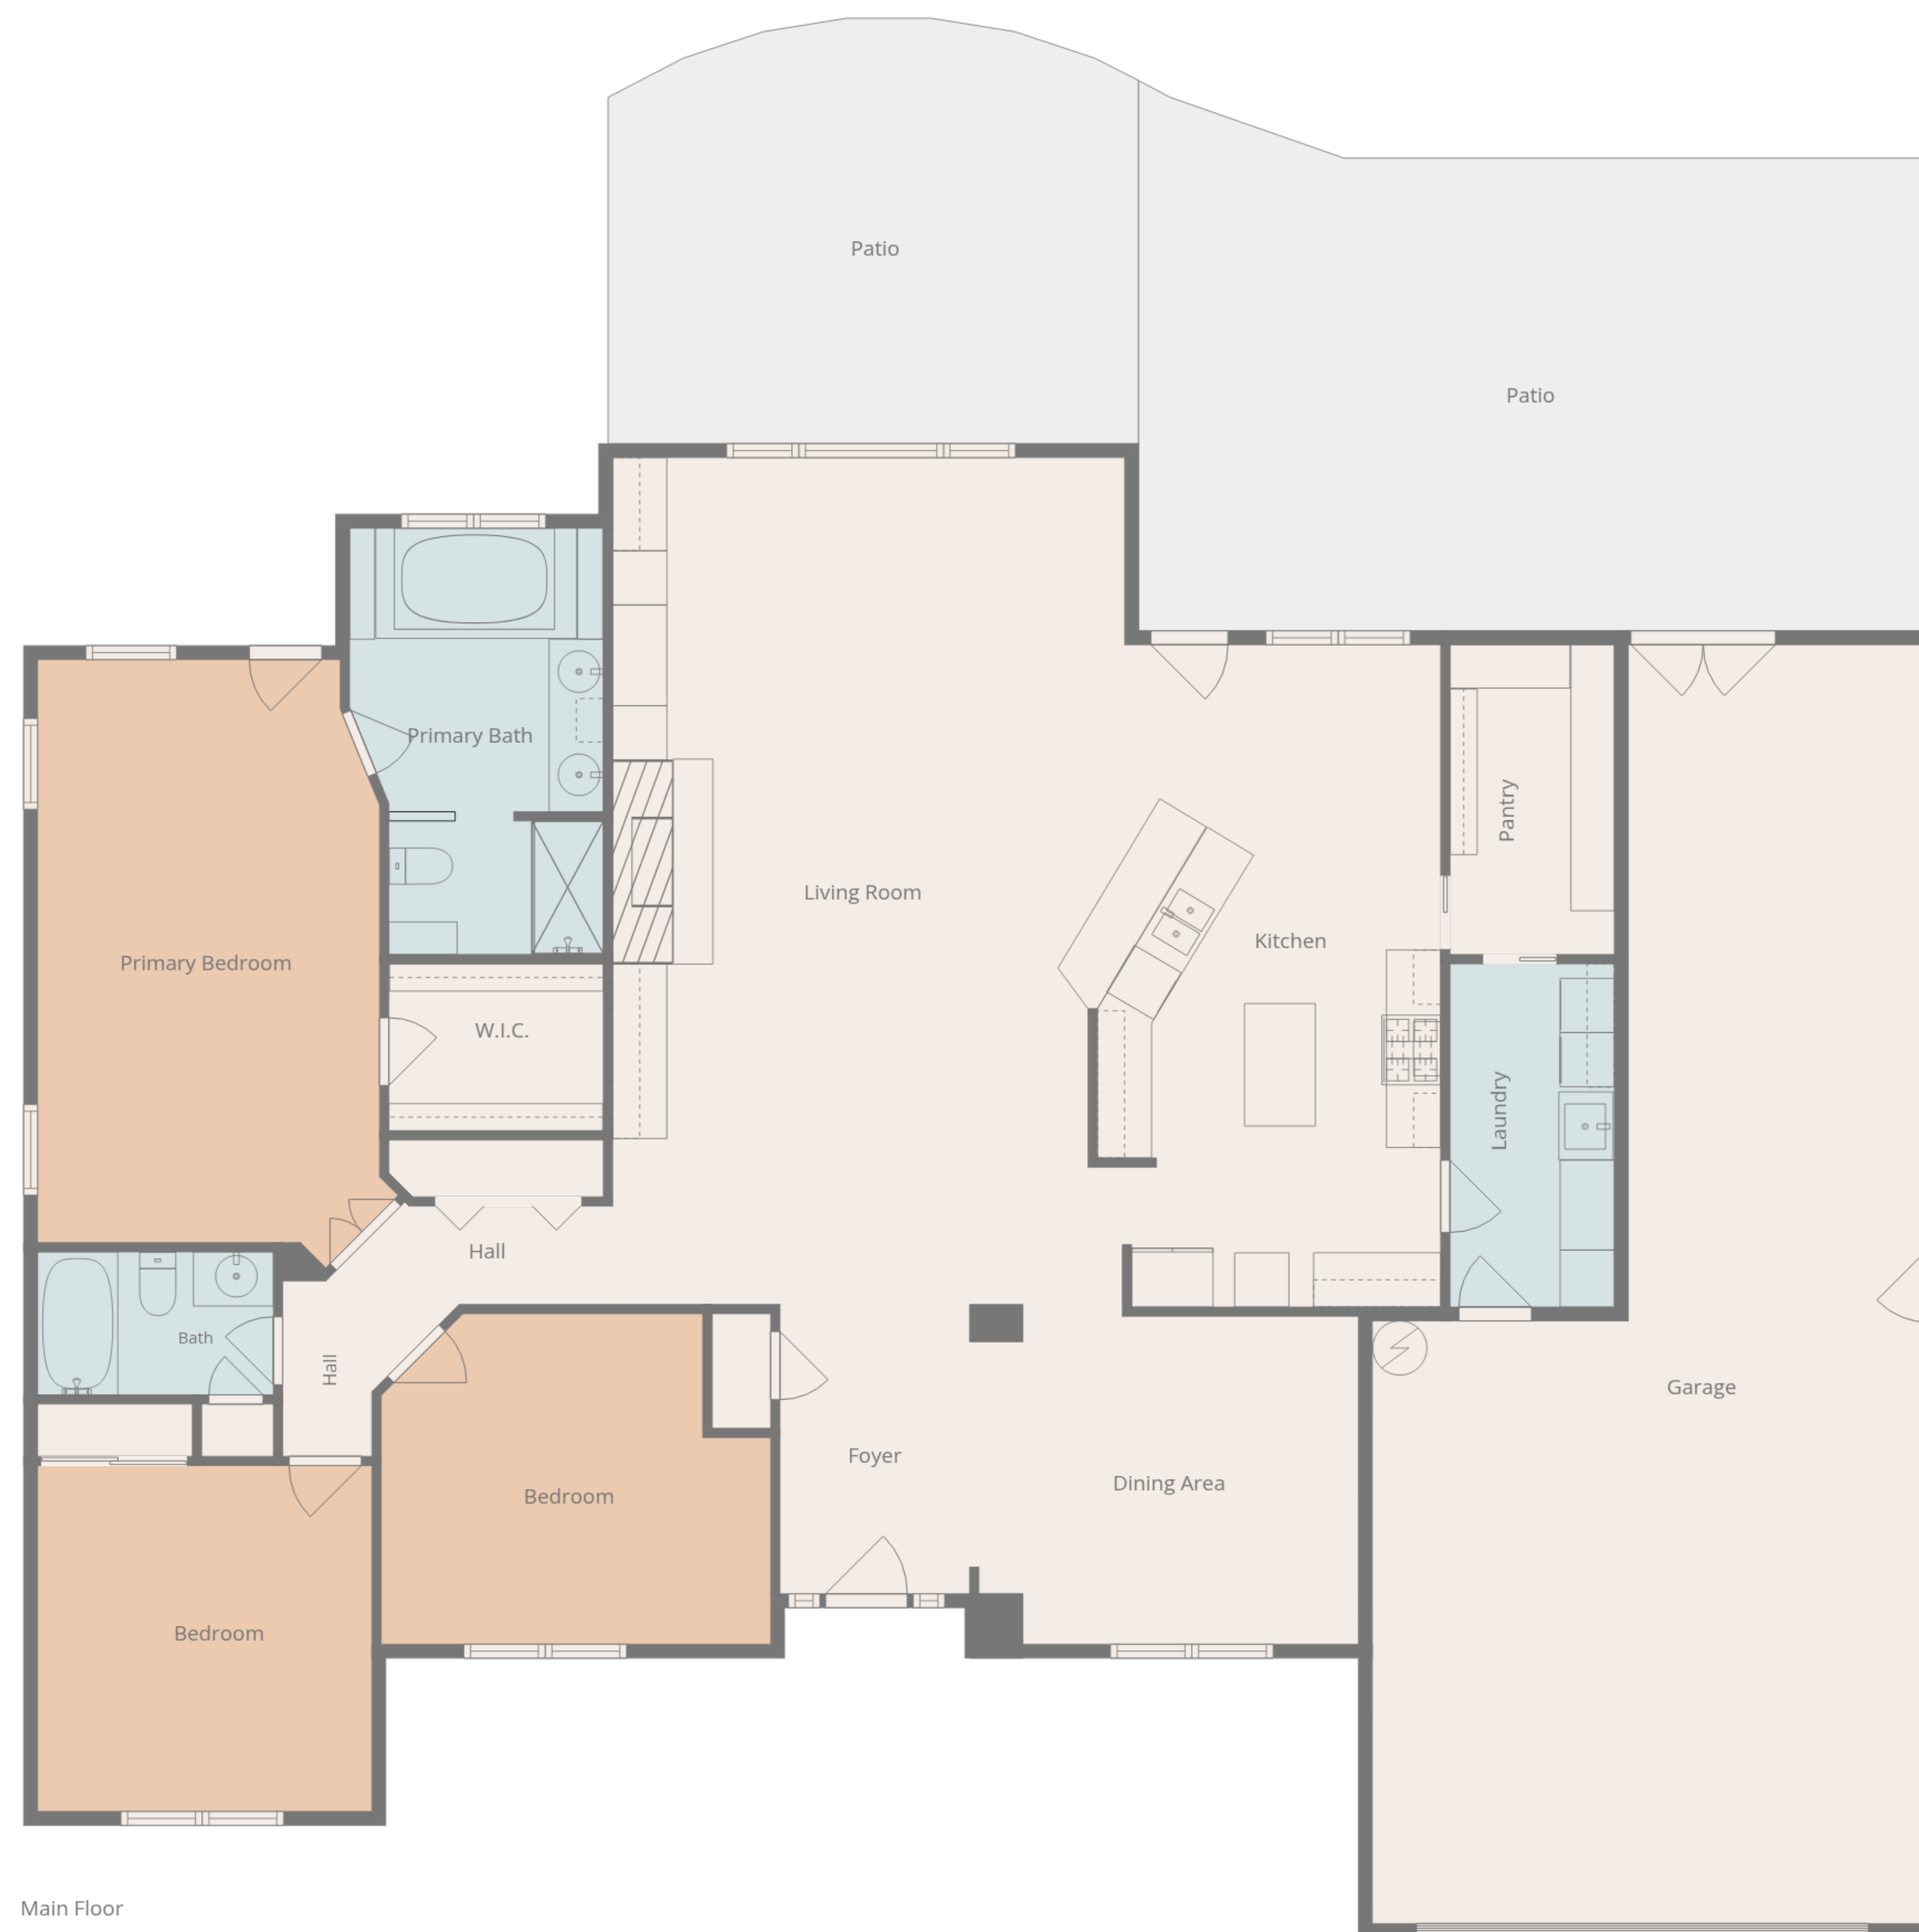 Patio
Patio
Primary Bath
Pantry
Living Room
Kitchen
Primary Bedroom
W.I.C.
Laundry
Hall
Bath
Hall
Garage
Foyer
Dining Area
Bedroom
Bedroom
Main Floor